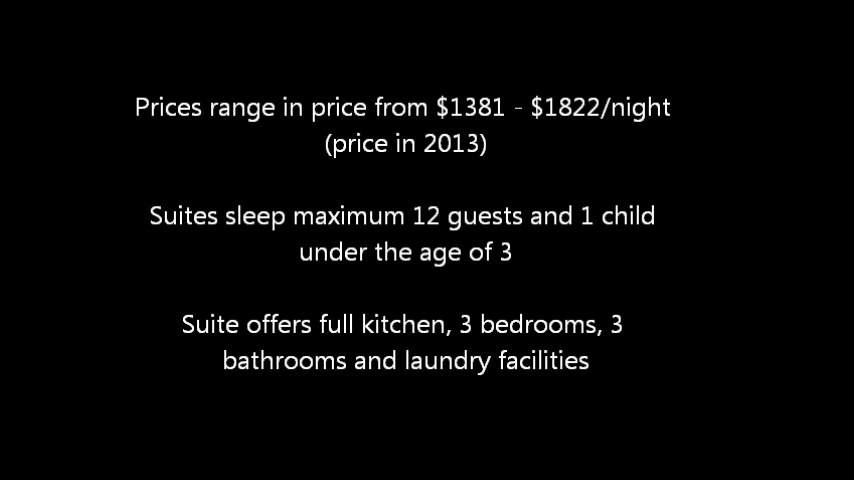 Prices range in price from $1381 - $1822/night
(price in 2013)
Suites sleep maximum 12 guests and 1 child
under the age of 3
Suite offers full kitchen, 3 bedrooms, 3
bathrooms and laundry facilities